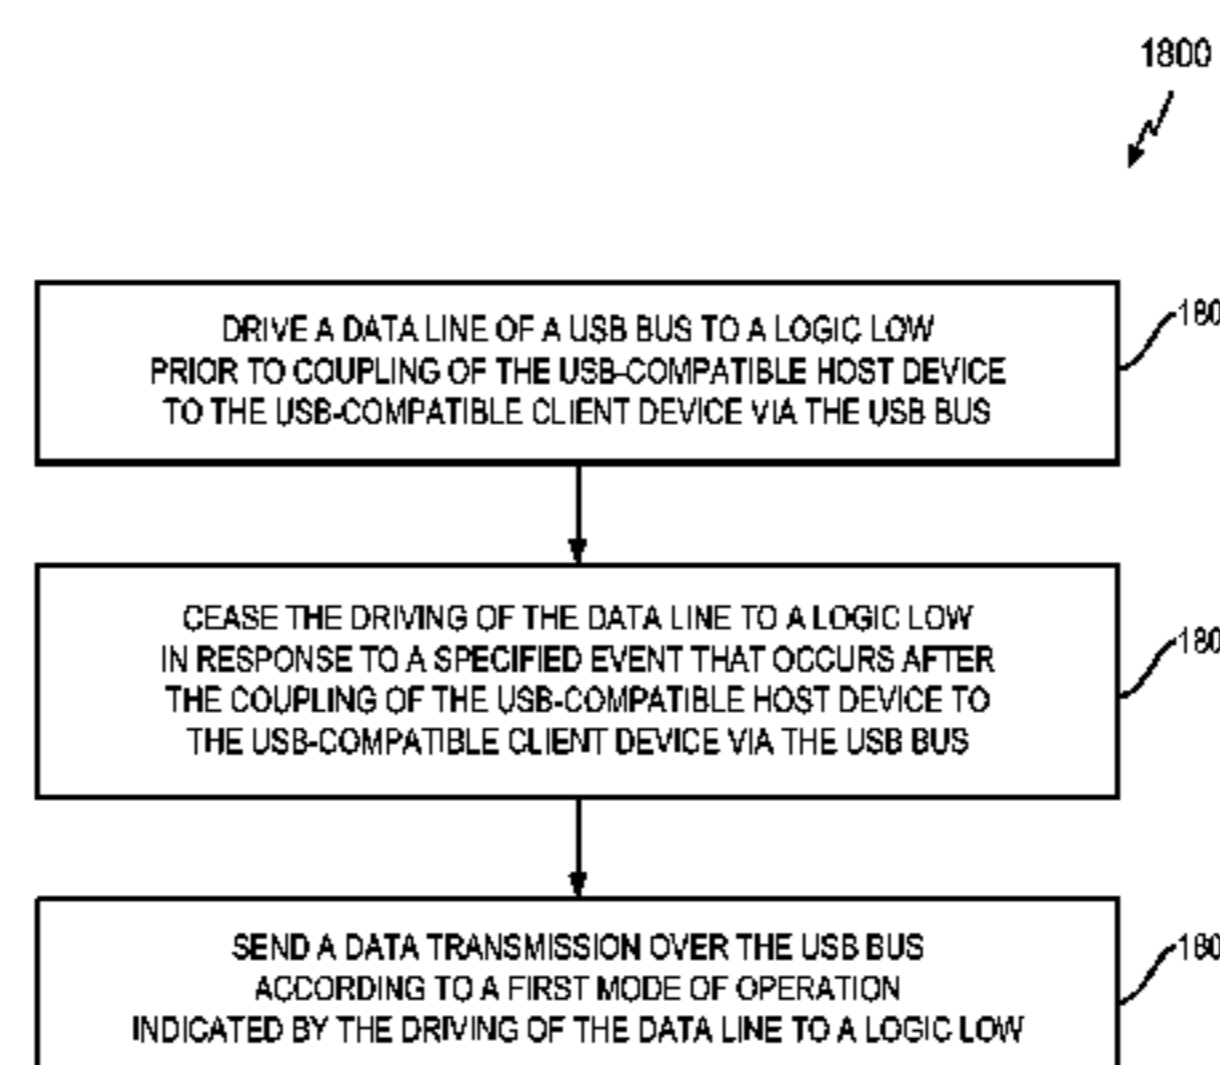 1800
DRIVE A DATA LINE OF A USB BUS TO A LOGIC LOW
PRIOR TO COUPLING OF THE USB-COMPATIBLE HOST DEVICE
TO THE USB-COMPATIBLE CLIENT DEVICE VIA THE USB BUS
180
CEASE THE DRIVING OF THE DATA LINE TO A LOGIC LOW
IN RESPONSE TO A SPECIFIED EVENT THAT OCCURS AFTER
THE COUPLING OF THE USB-COMPATIBLE HOST DEVICE TO
THE USB-COMPATIBLE CLIENT DEVICE VIA THE USB BUS
180
SEND A DATA TRANSMISSION OVER THE USB BUS
ACCORDING TO A FIRST MODE OF OPERATION
INDICATED BY THE DRIVING OF THE DATA LINE TO A LOGIC LOW
180